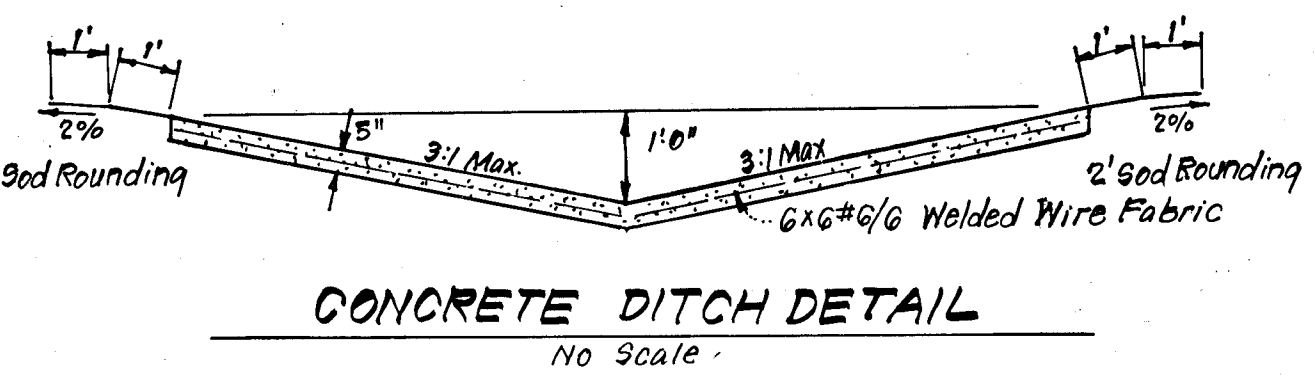 1' 1' 1' 1'
2% 5" 3:1 Max. 1'0" 3:1 Max 2%
Sod Rounding 2' Sod Rounding
6x6#6/6 Welded Wire Fabric
CONCRETE DITCH DETAIL
No Scale